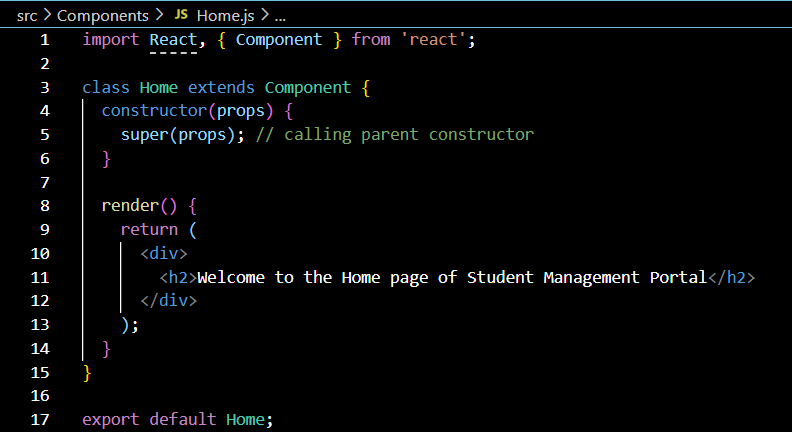 src > Components > JS Home.js > ...
1 import React, { Component } from 'react';
2
3 class Home extends Component {
4   constructor(props) {
5     super(props); // calling parent constructor
6   }
7
8   render() {
9     return (
10       <div>
11         <h2>Welcome to the Home page of Student Management Portal</h2>
12       </div>
13     );
14   }
15 }
16
17 export default Home;